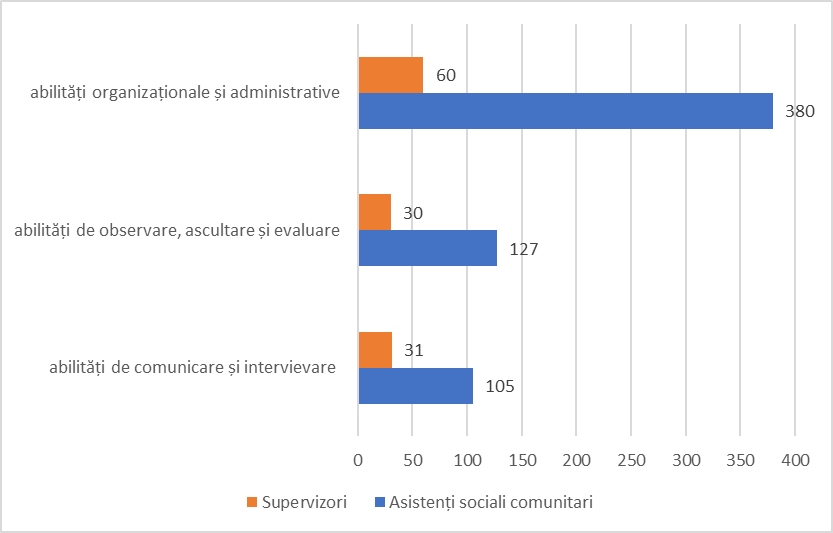 abilități organizaționale și administrative
60
380
abilități de observare, ascultare și evaluare
30
127
abilități de comunicare și intervievare
31
105
0 50 100 150 200 250 300 350 400
Supervizori Asistenți sociali comunitari